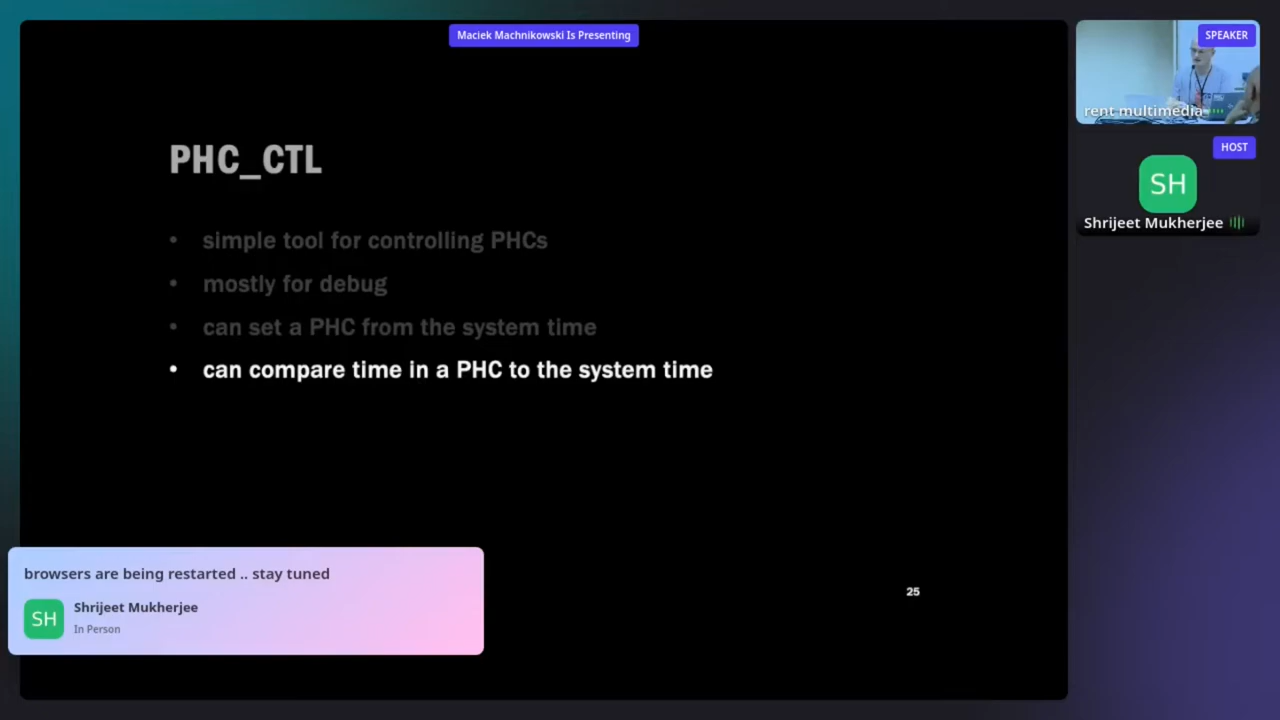 Maciek Machnikowski Is Presenting
SPEAKER
rent multimedia
HOST
SH
Shrijeet Mukherjee
PHC_CTL
• simple tool for controlling PHCs
• mostly for debug
• can set a PHC from the system time
• can compare time in a PHC to the system time
browsers are being restarted .. stay tuned
SH
Shrijeet Mukherjee
In Person
25